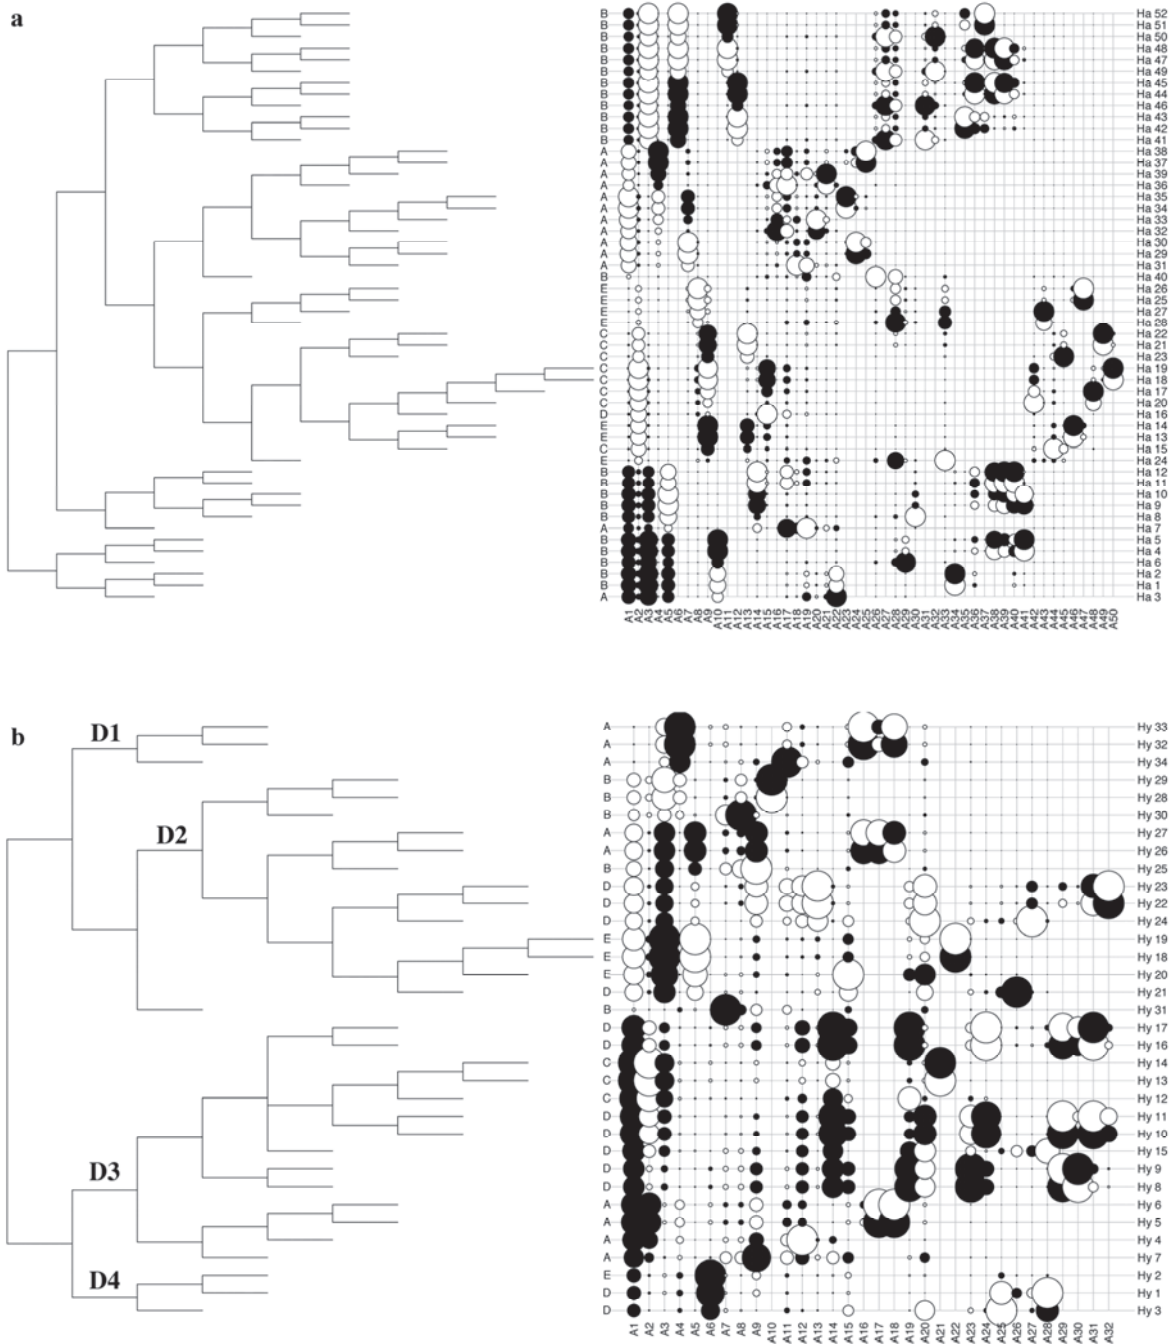 a
B Ha 52
B Ha 51
B Ha 50
B Ha 48
B Ha 47
B Ha 49
B Ha 45
B Ha 44
B Ha 46
B Ha 43
B Ha 42
B Ha 41
A Ha 38
A Ha 37
A Ha 39
A Ha 36
A Ha 35
A Ha 34
A Ha 33
A Ha 32
A Ha 30
A Ha 29
A Ha 31
B Ha 40
E Ha 26
E Ha 25
E Ha 27
E Ha 28
C Ha 22
C Ha 21
C Ha 23
C Ha 19
C Ha 18
C Ha 17
C Ha 20
D Ha 16
E Ha 14
E Ha 13
C Ha 15
E Ha 24
B Ha 12
B Ha 11
B Ha 10
B Ha 9
B Ha 8
A Ha 7
B Ha 5
B Ha 4
B Ha 6
B Ha 2
B Ha 1
A Ha 3
A1 A2 A3 A4 A5 A6 A7 A8 A9 A10 A11 A12 A13 A14 A15 A16 A17 A18 A19 A20 A21 A22 A23 A24 A25 A26 A27 A28 A29 A30 A31 A32 A33 A34 A35 A36 A37 A38 A39 A40 A41 A42 A43 A44 A45 A46 A47 A48 A49 A50
b
D1
D2
D3
D4
A Hy 33
A Hy 32
A Hy 34
B Hy 29
B Hy 28
B Hy 30
A Hy 27
A Hy 26
B Hy 25
D Hy 23
D Hy 22
D Hy 24
E Hy 19
E Hy 18
E Hy 20
D Hy 21
B Hy 31
D Hy 17
D Hy 16
C Hy 14
C Hy 13
C Hy 12
D Hy 11
D Hy 10
D Hy 15
D Hy 9
D Hy 8
A Hy 6
A Hy 5
A Hy 4
A Hy 7
E Hy 2
D Hy 1
D Hy 3
A1 A2 A3 A4 A5 A6 A7 A8 A9 A10 A11 A12 A13 A14 A15 A16 A17 A18 A19 A20 A21 A22 A23 A24 A25 A26 A27 A28 A29 A30 A31 A32